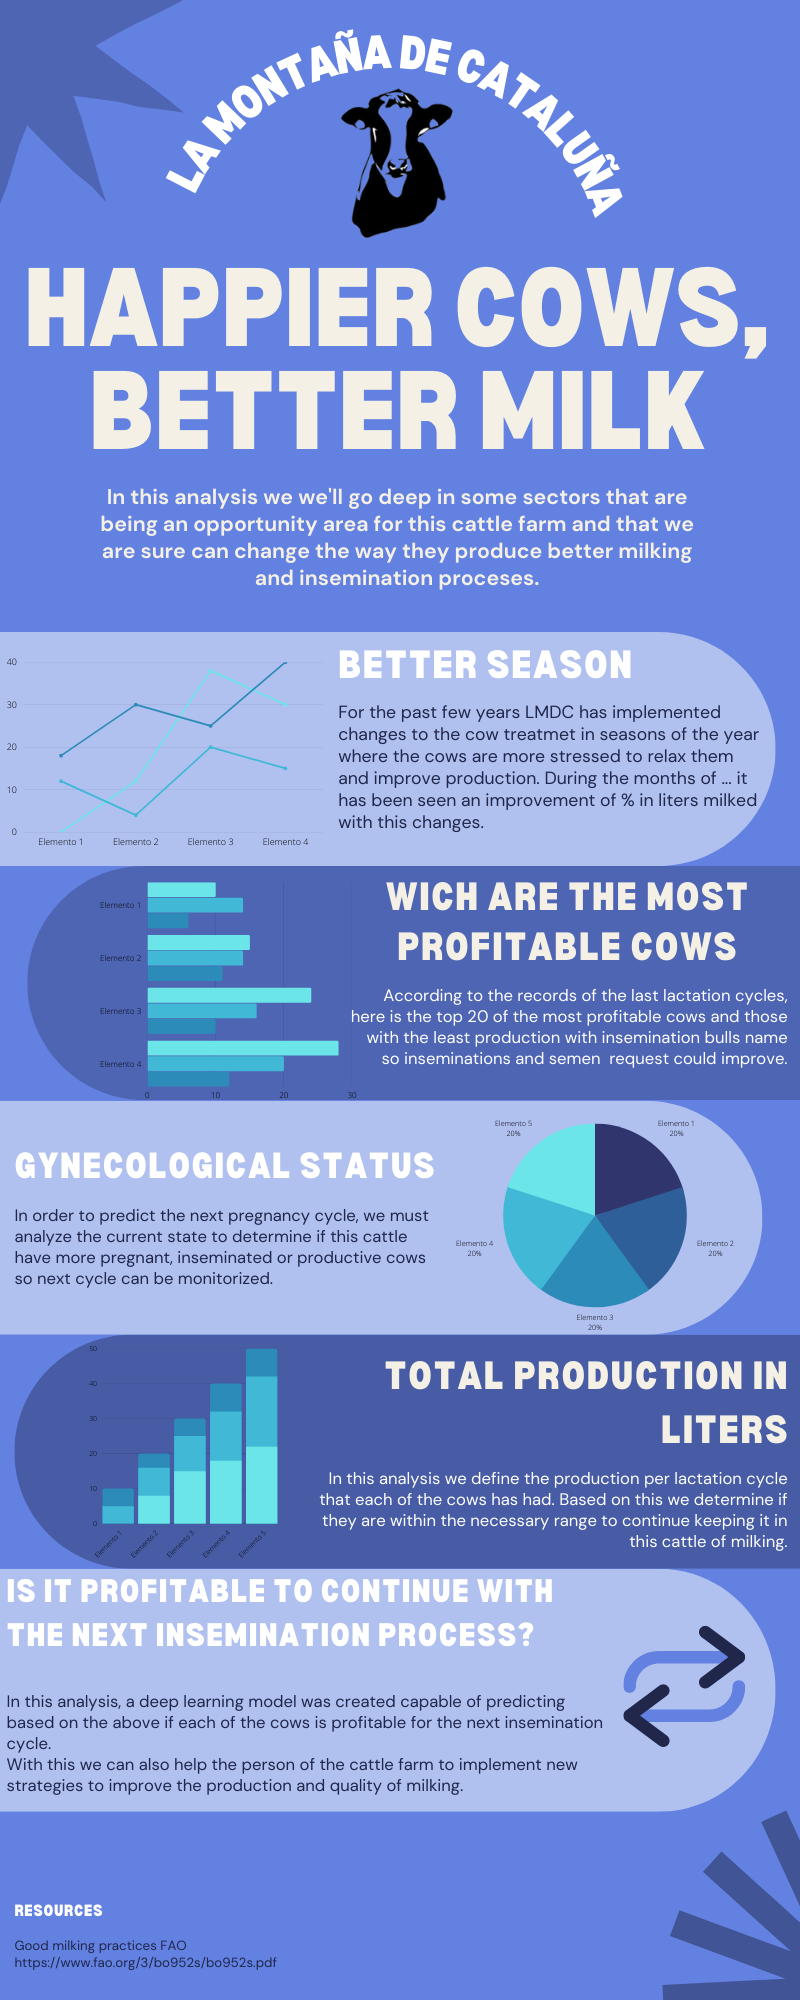 LA MONTAÑA DE CATALUÑA
HAPPIER COWS,
BETTER MILK
In this analysis we we'll go deep in some sectors that are
being an opportunity area for this cattle farm and that we
are sure can change the way they produce better milking
and insemination proceses.
40
30
20
10
0
Elemento 1 Elemento 2 Elemento 3 Elemento 4
BETTER SEASON
For the past few years LMDC has implemented
changes to the cow treatmet in seasons of the year
where the cows are more stressed to relax them
and improve production. During the months of ... it
has been seen an improvement of % in liters milked
with this changes.
Elemento 1
Elemento 2
Elemento 3
Elemento 4
0 10 20 30
WICH ARE THE MOST
PROFITABLE COWS
According to the records of the last lactation cycles,
here is the top 20 of the most profitable cows and those
with the least production with insemination bulls name
so inseminations and semen  request could improve.
GYNECOLOGICAL STATUS
In order to predict the next pregnancy cycle, we must
analyze the current state to determine if this cattle
have more pregnant, inseminated or productive cows
so next cycle can be monitorized.
Elemento 5
20%
Elemento 1
20%
Elemento 4
20%
Elemento 2
20%
Elemento 3
20%
50
40
30
20
10
0
Elemento 1 Elemento 2 Elemento 3 Elemento 4 Elemento 5
TOTAL PRODUCTION IN
LITERS
In this analysis we define the production per lactation cycle
that each of the cows has had. Based on this we determine if
they are within the necessary range to continue keeping it in
this cattle of milking.
IS IT PROFITABLE TO CONTINUE WITH
THE NEXT INSEMINATION PROCESS?
In this analysis, a deep learning model was created capable of predicting
based on the above if each of the cows is profitable for the next insemination
cycle.
With this we can also help the person of the cattle farm to implement new
strategies to improve the production and quality of milking.
RESOURCES
Good milking practices FAO
https://www.fao.org/3/bo952s/bo952s.pdf